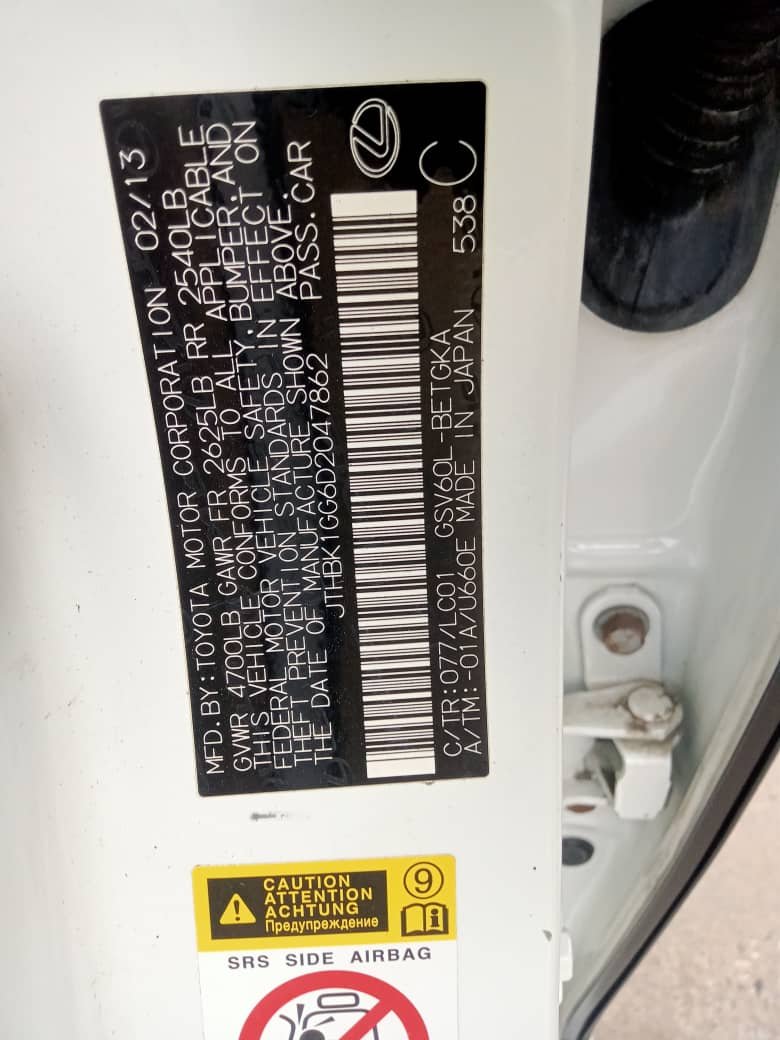 MFD.BY:TOYOTA MOTOR CORPORATION 02/13
GVWR 4700LB GAWR FR 2625LB RR 2540LB
THIS VEHICLE CONFORMS TO ALL APPLICABLE
FEDERAL MOTOR VEHICLE SAFETY,BUMPER,AND
THEFT PREVENTION STANDARDS IN EFFECT ON
THE DATE OF MANUFACTURE SHOWN ABOVE.
JTHBK1GG6D2047862 PASS.CAR
C/TR:077/LC01 GSV60L-BETGKA
A/TM:-01A/U660E MADE IN JAPAN 538 C
CAUTION
ATTENTION
ACHTUNG
Предупреждение
9
i
SRS SIDE AIRBAG